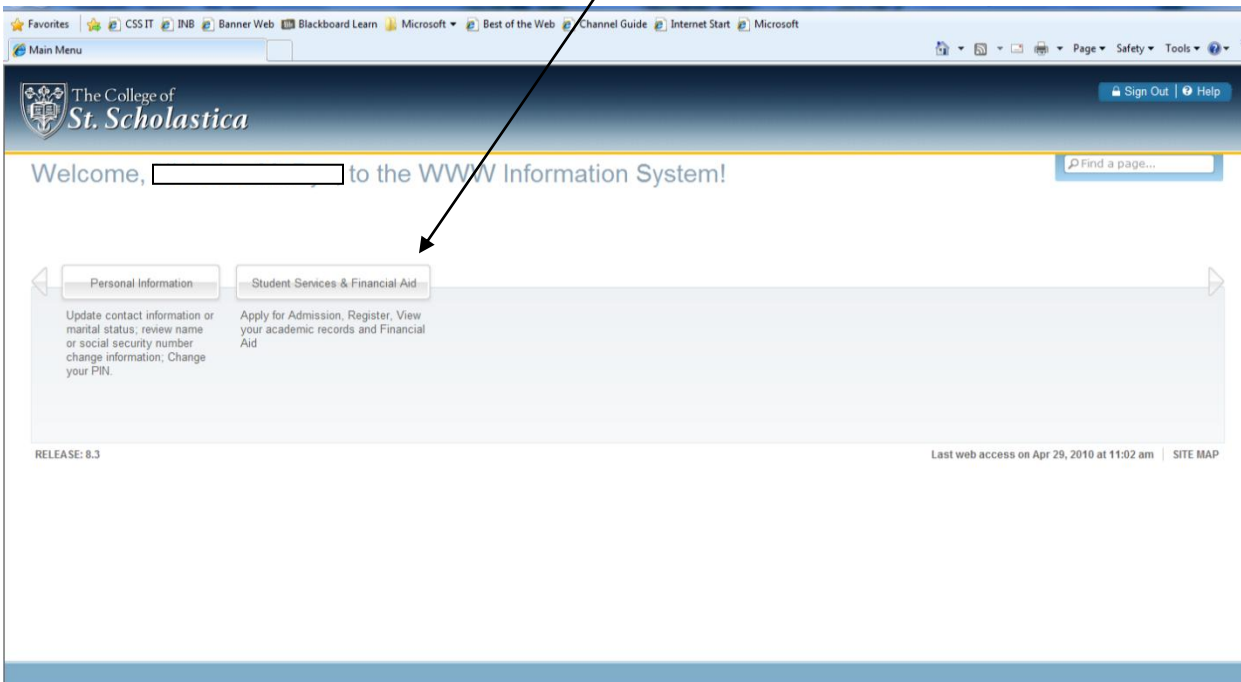 Favorites CSS IT INB Banner Web Blackboard Learn Microsoft Best of the Web Channel Guide Internet Start Microsoft
Main Menu Page Safety Tools
The College of
St. Scholastica
Sign Out | Help
Welcome, to the WWW Information System!
Find a page...
Personal Information
Update contact information or
marital status; review name
or social security number
change information; Change
your PIN.
Student Services & Financial Aid
Apply for Admission, Register, View
your academic records and Financial
Aid
RELEASE: 8.3
Last web access on Apr 29, 2010 at 11:02 am | SITE MAP